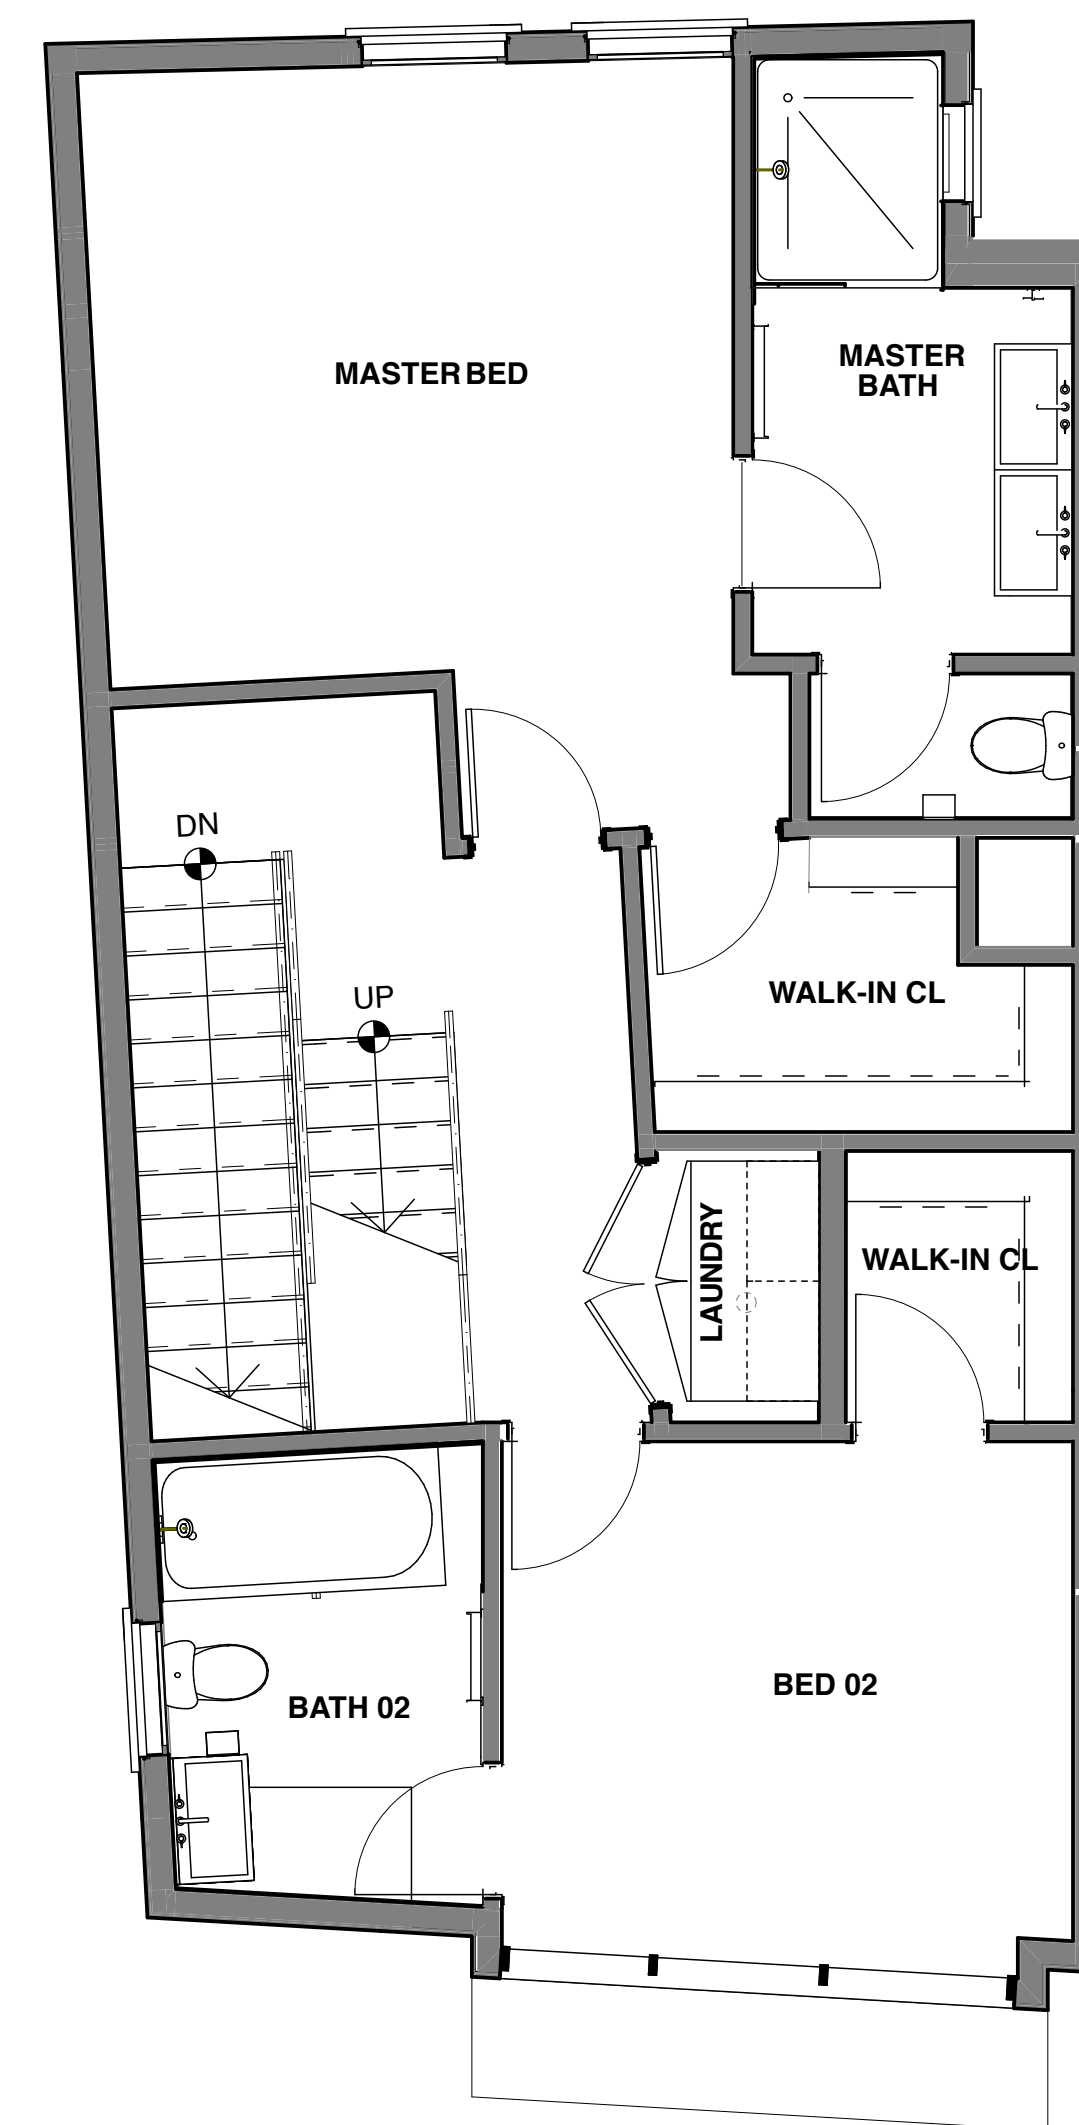 MASTER BED
MASTER
BATH
DN
UP
WALK-IN CL
LAUNDRY
WALK-IN CL
BED 02
BATH 02